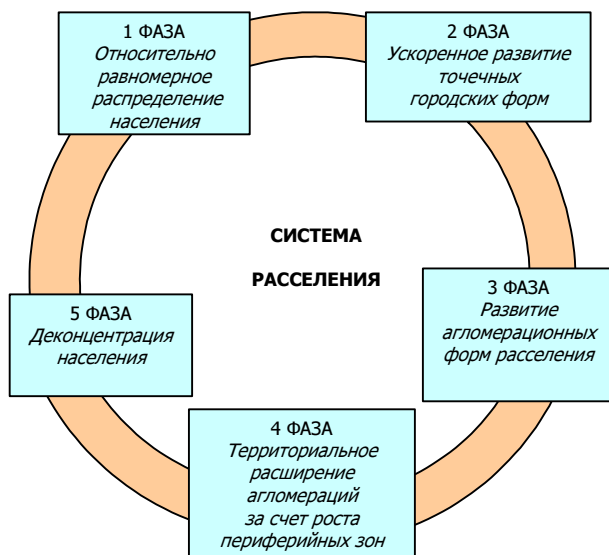 1 ФАЗА
Относительно
равномерное
распределение
населения
2 ФАЗА
Ускоренное развитие
точечных
городских форм
СИСТЕМА
РАССЕЛЕНИЯ
3 ФАЗА
Развитие
агломерационных
форм расселения
5 ФАЗА
Деконцентрация
населения
4 ФАЗА
Территориальное
расширение
агломераций
за счет роста
периферийных зон